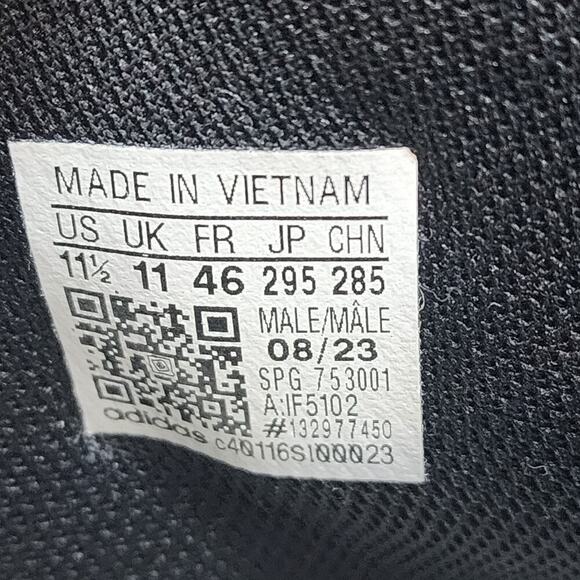 MADE IN VIETNAM
US UK FR JP CHN
11½ 11 46 295 285
MALE/MÂLE
08/23
SPG 753001
A:IF5102
#132977450
adidas c40116SI00023